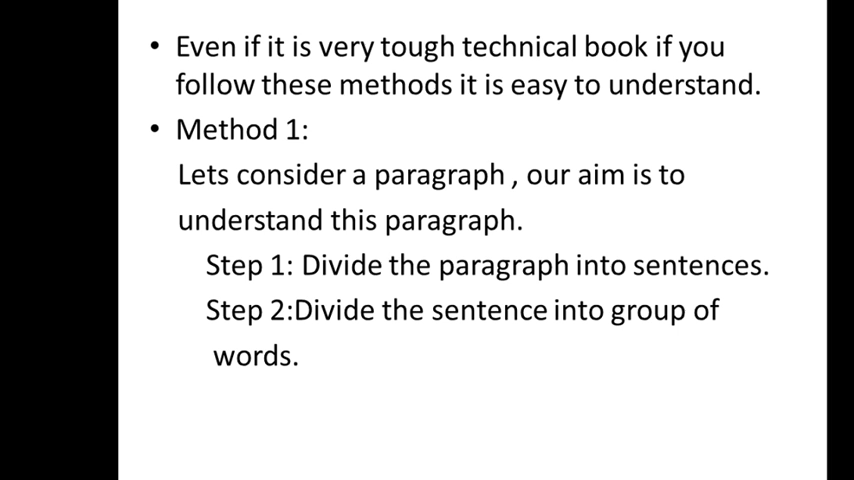 • Even if it is very tough technical book if you
follow these methods it is easy to understand.
• Method 1:
Lets consider a paragraph , our aim is to
understand this paragraph.
Step 1: Divide the paragraph into sentences.
Step 2:Divide the sentence into group of
words.